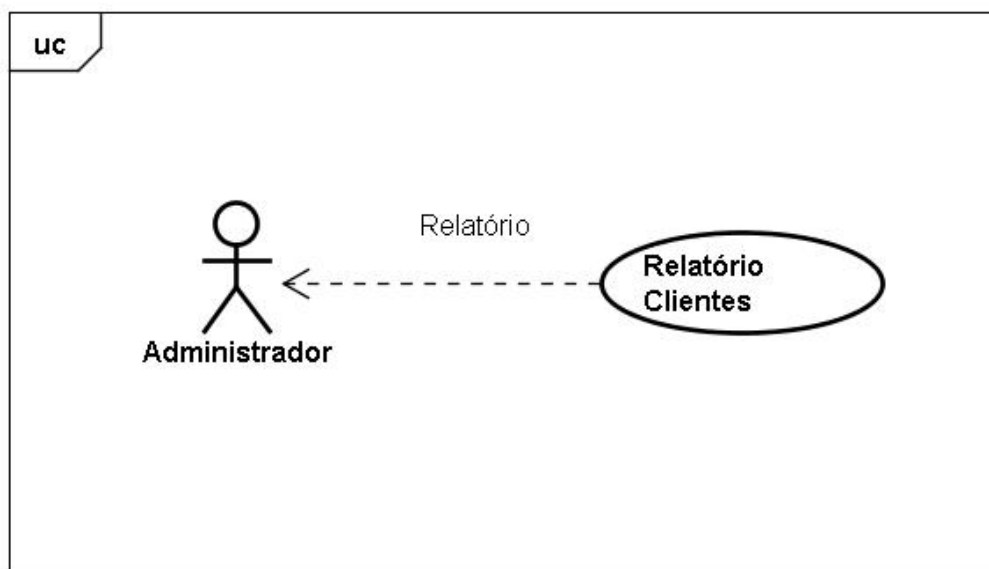 uc
Relatório
Relatório
Clientes
Administrador